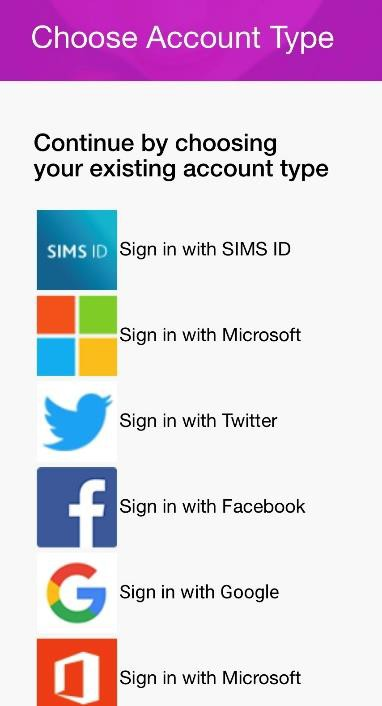 Choose Account Type
Continue by choosing
your existing account type
SIMS ID Sign in with SIMS ID
Sign in with Microsoft
Sign in with Twitter
Sign in with Facebook
Sign in with Google
Sign in with Microsoft